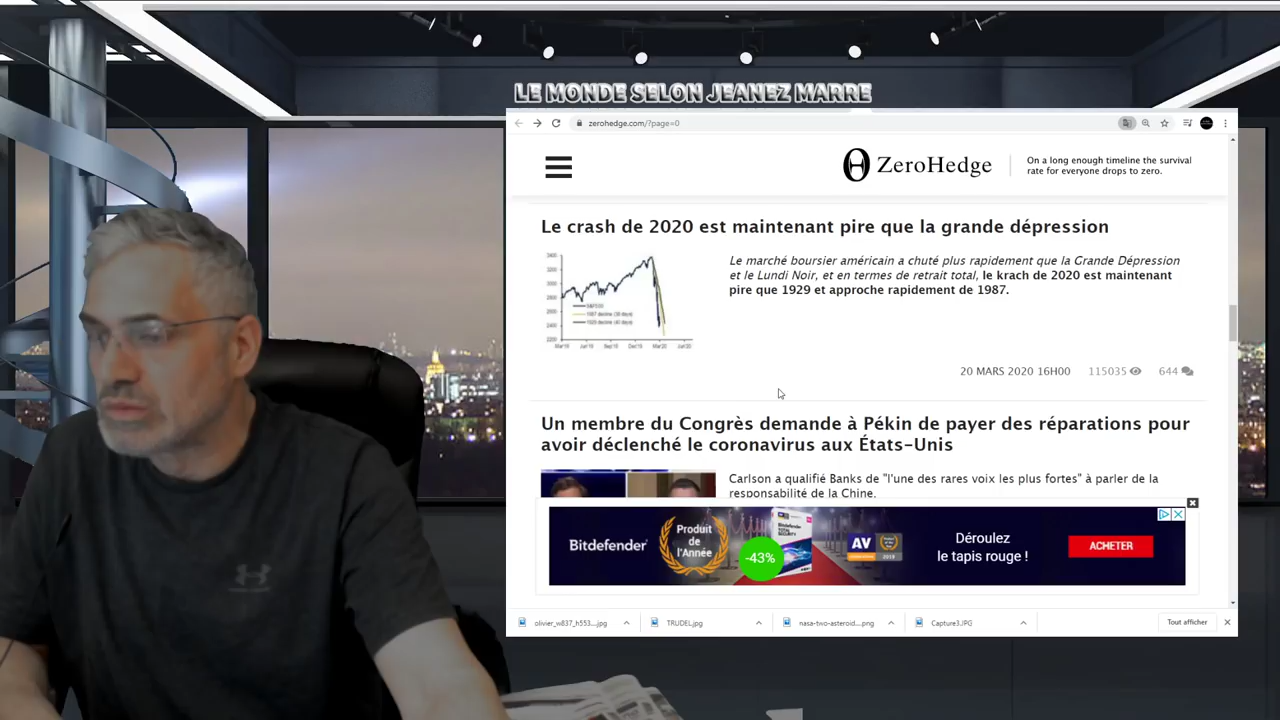 LE MONDE SELON JEANEZ MARRE
zerohedge.com/?page=0
ZeroHedge
On a long enough timeline the survival
rate for everyone drops to zero.
Le crash de 2020 est maintenant pire que la grande dépression
Le marché boursier américain a chuté plus rapidement que la Grande Dépression
et le Lundi Noir, et en termes de retrait total, le krach de 2020 est maintenant
pire que 1929 et approche rapidement de 1987.
20 MARS 2020 16H00 115035 644
Un membre du Congrès demande à Pékin de payer des réparations pour
avoir déclenché le coronavirus aux États-Unis
Carlson a qualifié Banks de "l'une des rares voix les plus fortes" à parler de la
responsabilité de la Chine.
Bitdefender
Produit
de
l'Année
-43%
AV
Déroulez
le tapis rouge !
ACHETER
olivier_w837_h553....jpg
TRUDEL.jpg
nasa-two-asteroid....png
Capture3.JPG
Tout afficher
UNDER ARMOUR